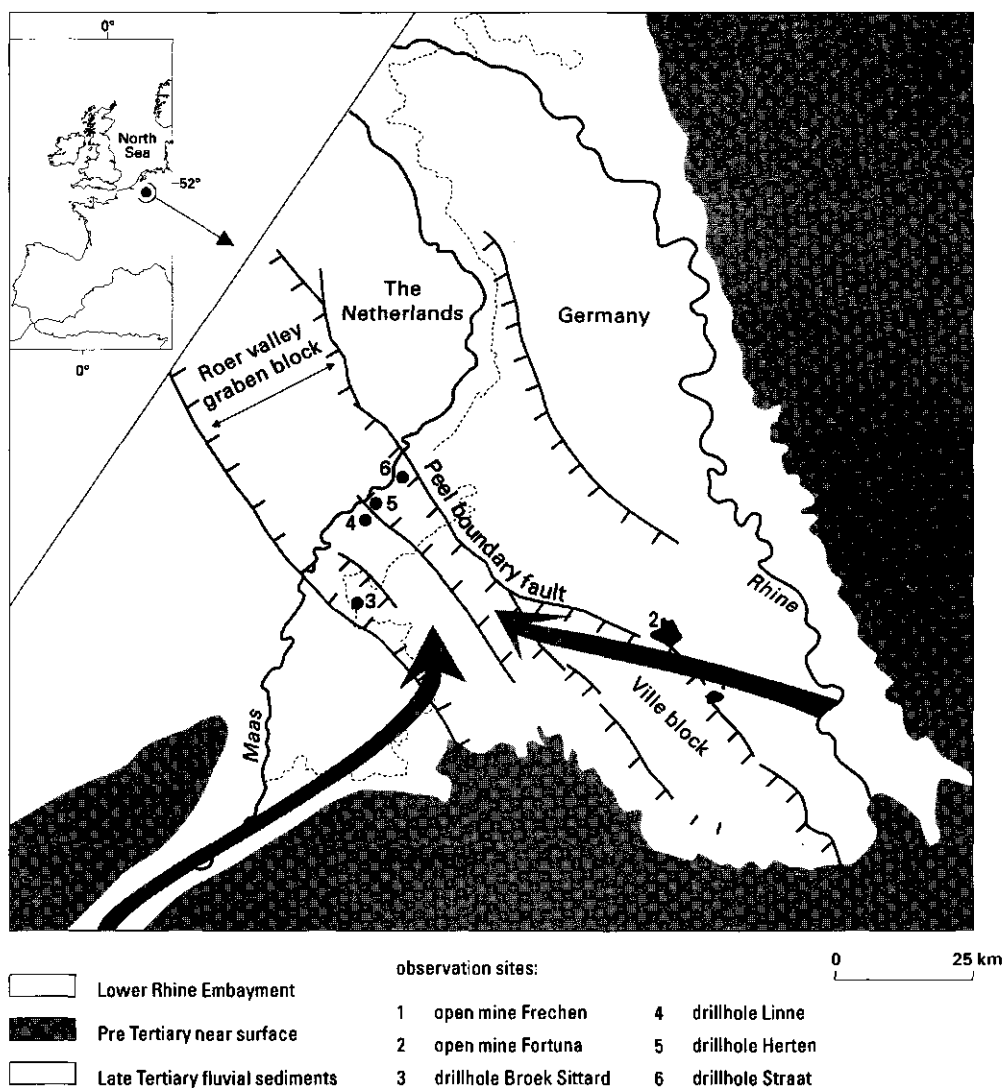 0°
North
Sea
52°
0°
The
Netherlands
Germany
Roer valley
graben block
Peel boundary fault
6
5
4
3
2
Rhine
Ville block
Maas
Lower Rhine Embayment
Pre Tertiary near surface
Late Tertiary fluvial sediments
observation sites:
1 open mine Frechen
2 open mine Fortuna
3 drillhole Broek Sittard
4 drillhole Linne
5 drillhole Herten
6 drillhole Straat
0 25 km